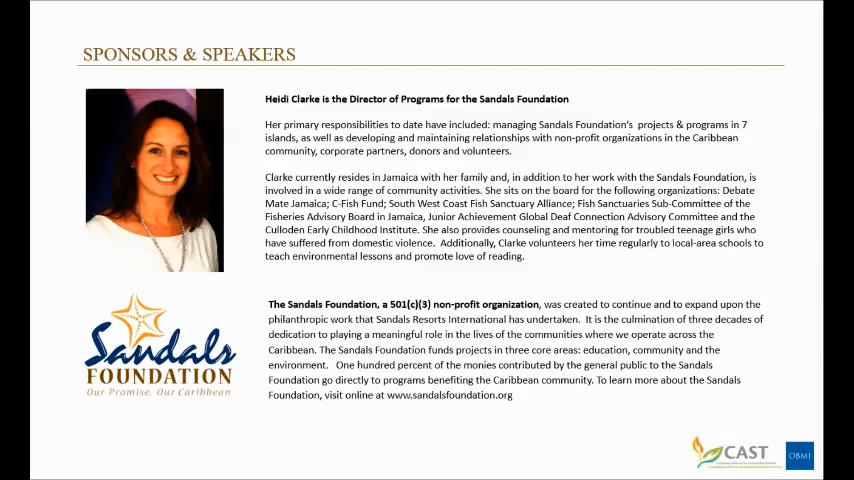 SPONSORS & SPEAKERS
Heidi Clarke is the Director of Programs for the Sandals Foundation
Her primary responsibilities to date have included: managing Sandals Foundation's projects & programs in 7
islands, as well as developing and maintaining relationships with non-profit organizations in the Caribbean
community, corporate partners, donors and volunteers.
Clarke currently resides in Jamaica with her family and, in addition to her work with the Sandals Foundation, is
involved in a wide range of community activities. She sits on the board for the following organizations: Debate
Mate Jamaica; C-Fish Fund; South West Coast Fish Sanctuary Alliance; Fish Sanctuaries Sub-Committee of the
Fisheries Advisory Board in Jamaica, Junior Achievement Global Deaf Connection Advisory Committee and the
Culloden Early Childhood Institute. She also provides counseling and mentoring for troubled teenage girls who
have suffered from domestic violence. Additionally, Clarke volunteers her time regularly to local-area schools to
teach environmental lessons and promote love of reading.
Sandals
FOUNDATION
Our Promise. Our Caribbean
The Sandals Foundation, a 501(c)(3) non-profit organization, was created to continue and to expand upon the
philanthropic work that Sandals Resorts International has undertaken. It is the culmination of three decades of
dedication to playing a meaningful role in the lives of the communities where we operate across the
Caribbean. The Sandals Foundation funds projects in three core areas: education, community and the
environment. One hundred percent of the monies contributed by the general public to the Sandals
Foundation go directly to programs benefiting the Caribbean community. To learn more about the Sandals
Foundation, visit online at www.sandalsfoundation.org
CAST
OBMI